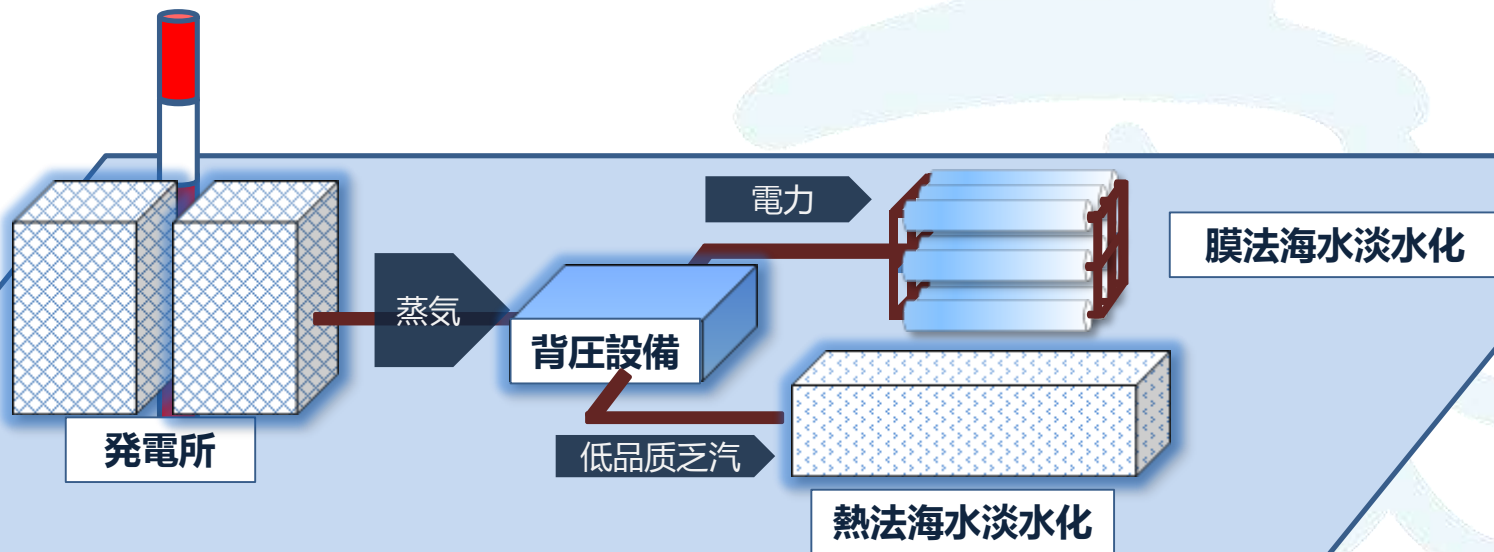 電力
膜法海水淡水化
蒸気
背圧設備
発電所
低品质乏汽
熱法海水淡水化